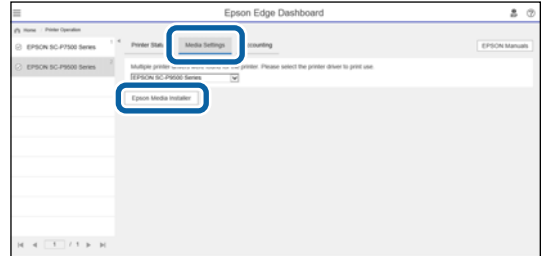 Epson Edge Dashboard
Home Printer Operation
EPSON SC-P7500 Series
EPSON SC-P9500 Series
Printer Stat
Media Settings
ccounting
EPSON Manuals
Multiple printer drivers were found for the printer. Please select the printer driver to print use.
EPSON SC-P9500 Series
Epson Media Installer
1 / 1